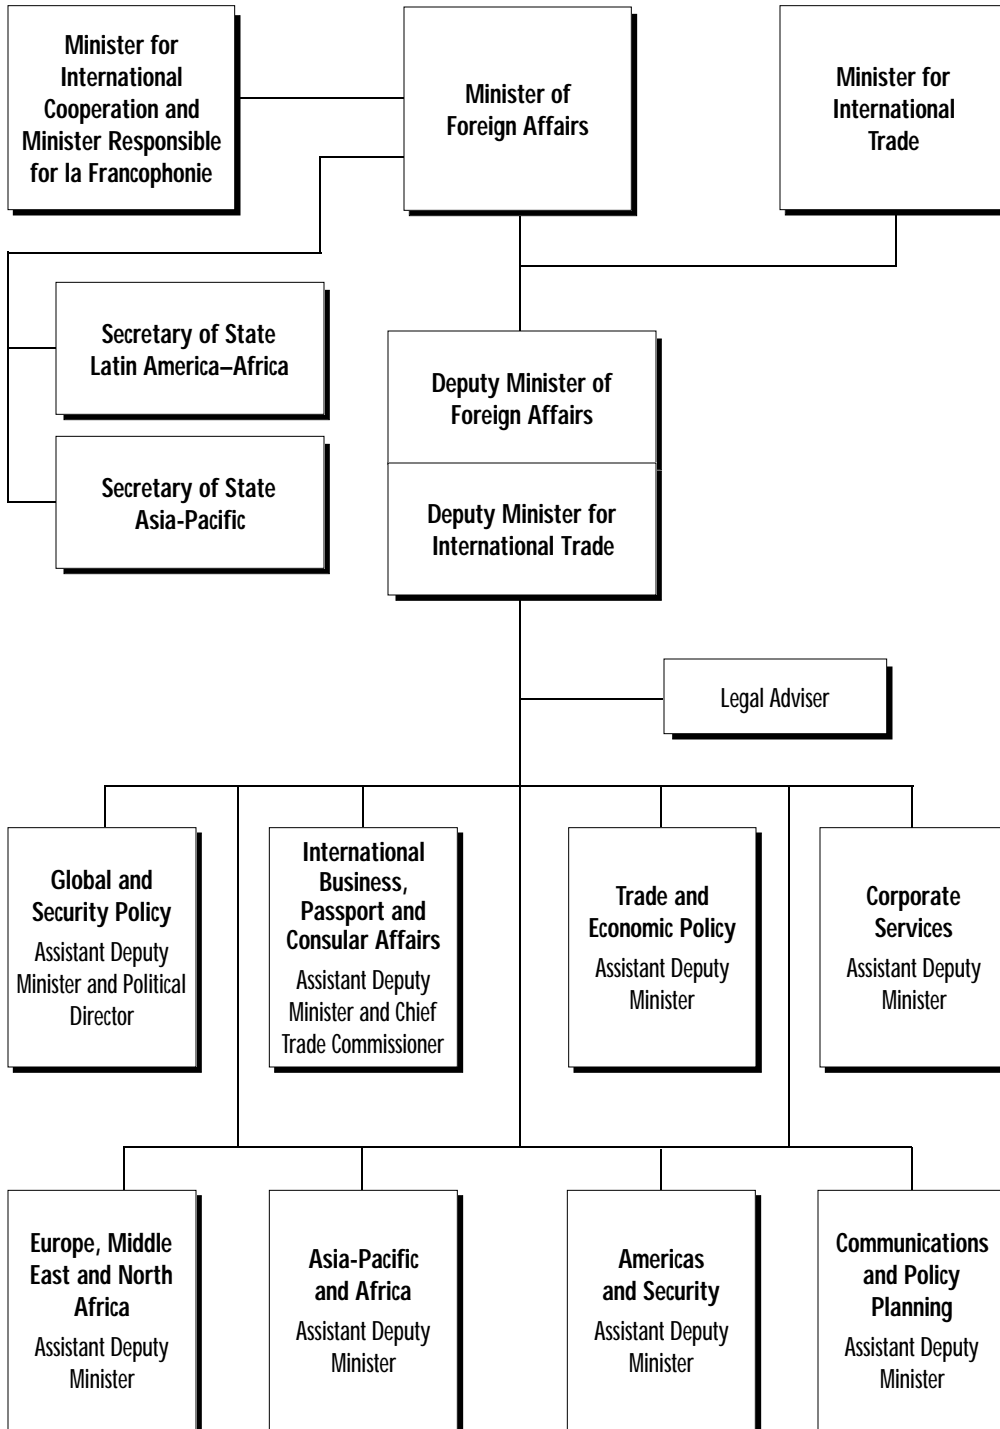 Minister for
International
Cooperation and
Minister Responsible
for la Francophonie
Minister of
Foreign Affairs
Minister for
International
Trade
Secretary of State
Latin America–Africa
Secretary of State
Asia-Pacific
Deputy Minister of
Foreign Affairs
Deputy Minister for
International Trade
Legal Adviser
Global and
Security Policy
Assistant Deputy
Minister and Political
Director
International
Business,
Passport and
Consular Affairs
Assistant Deputy
Minister and Chief
Trade Commissioner
Trade and
Economic Policy
Assistant Deputy
Minister
Corporate
Services
Assistant Deputy
Minister
Europe, Middle
East and North
Africa
Assistant Deputy
Minister
Asia-Pacific
and Africa
Assistant Deputy
Minister
Americas
and Security
Assistant Deputy
Minister
Communications
and Policy
Planning
Assistant Deputy
Minister